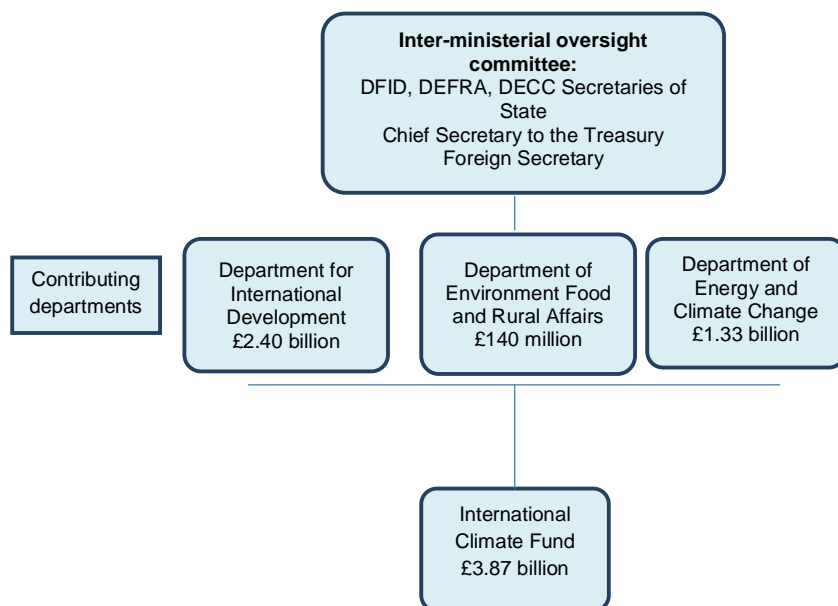 Inter-ministerial oversight
committee:
DFID, DEFRA, DECC Secretaries of
State
Chief Secretary to the Treasury
Foreign Secretary
Contributing
departments
Department for
International
Development
£2.40 billion
Department of
Environment Food
and Rural Affairs
£140 million
Department of
Energy and
Climate Change
£1.33 billion
International
Climate Fund
£3.87 billion